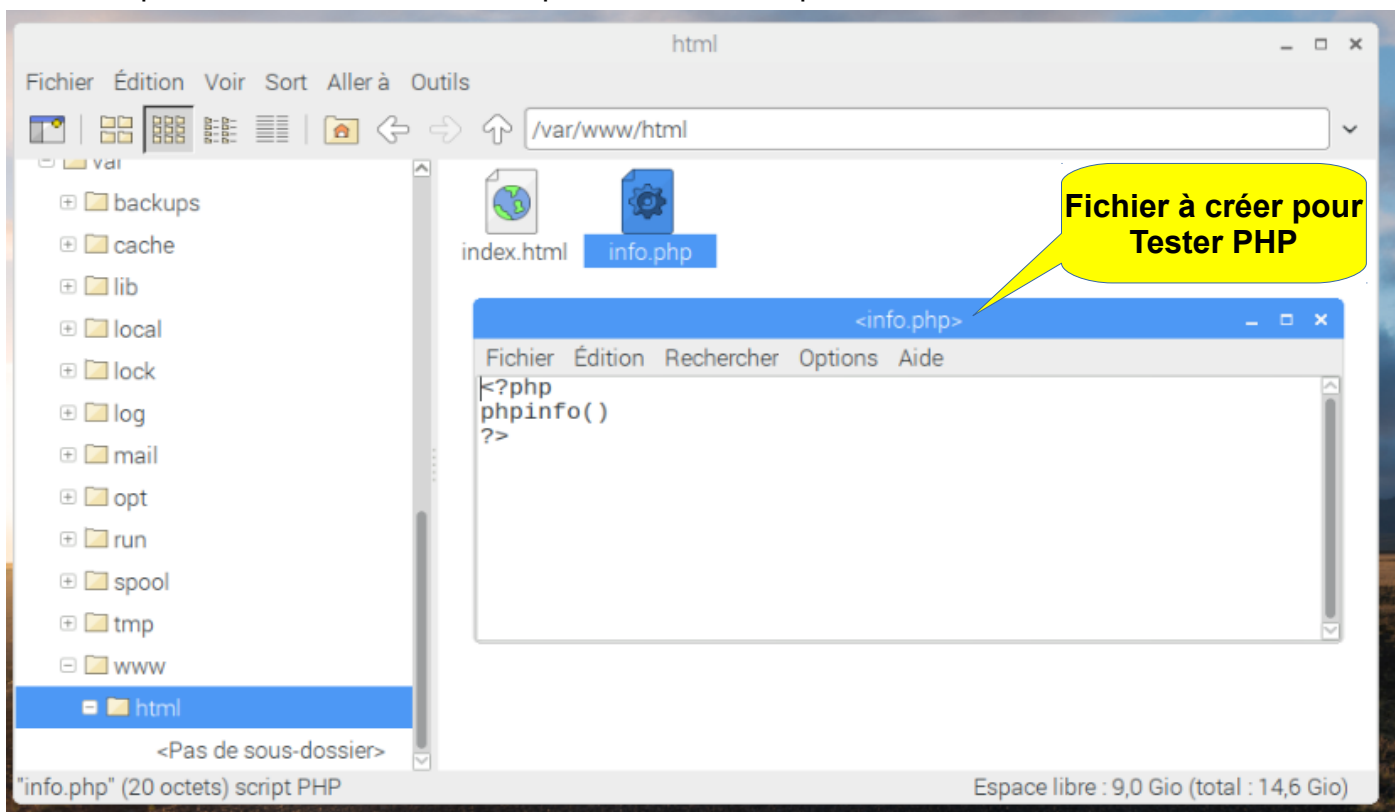 html
Fichier Édition Voir Sort Aller à Outils
/var/www/html
var
backups
cache
lib
local
lock
log
mail
opt
run
spool
tmp
www
html
<Pas de sous-dossier>
index.html info.php
Fichier à créer pour
Tester PHP
<info.php>
Fichier Édition Rechercher Options Aide
<?php
phpinfo()
?>
"info.php" (20 octets) script PHP
Espace libre : 9,0 Gio (total : 14,6 Gio)